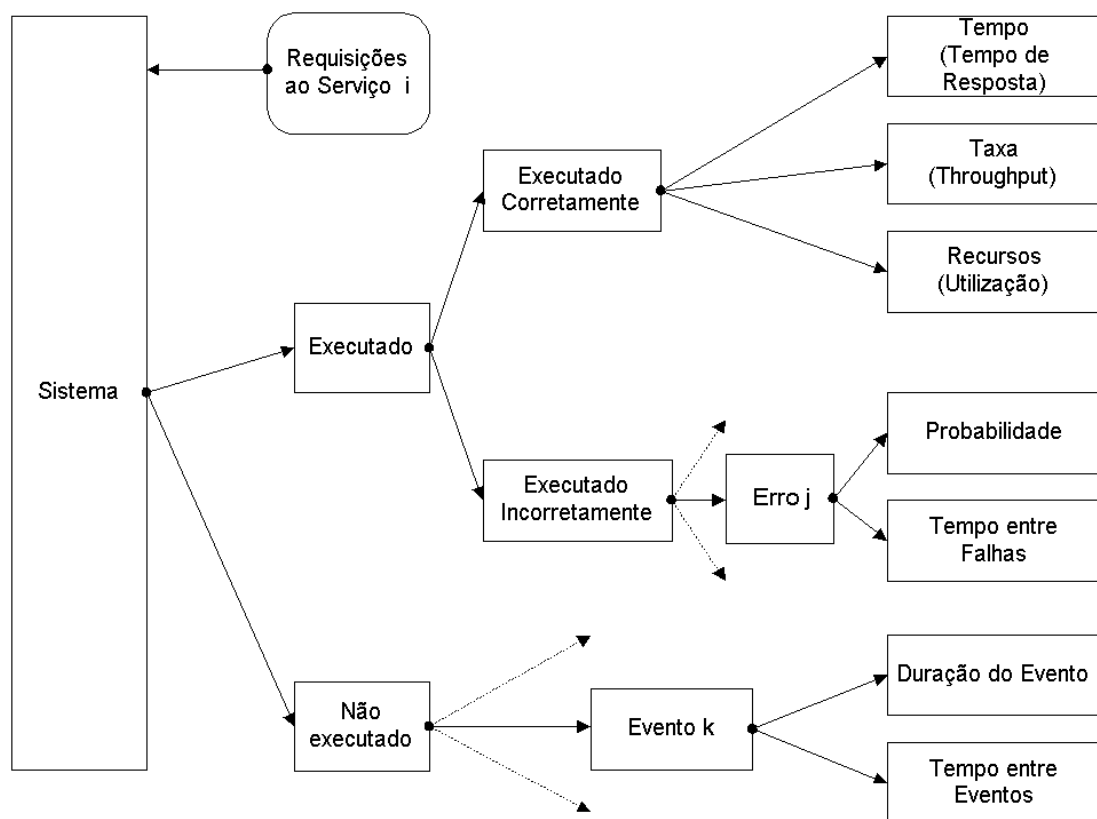 Requisições
ao Serviço i
Tempo
(Tempo de
Resposta)
Taxa
(Throughput)
Executado
Corretamente
Recursos
(Utilização)
Executado
Sistema
Probabilidade
Executado
Incorretamente
Erro j
Tempo entre
Falhas
Duração do Evento
Não
executado
Evento k
Tempo entre
Eventos